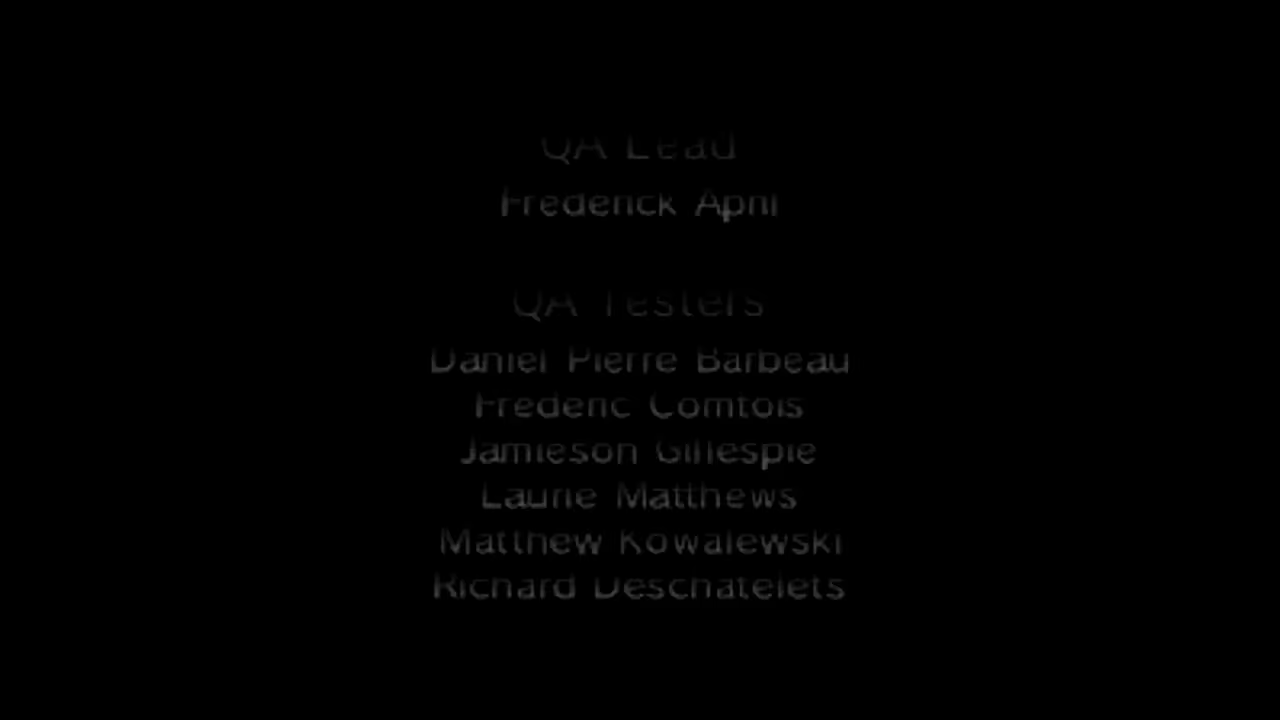 QA Lead
Frederick April
QA Testers
Daniel Pierre Barbeau
Frederic Comtois
Jamieson Gillespie
Laurie Matthews
Matthew Kowalewski
Richard Deschatelets